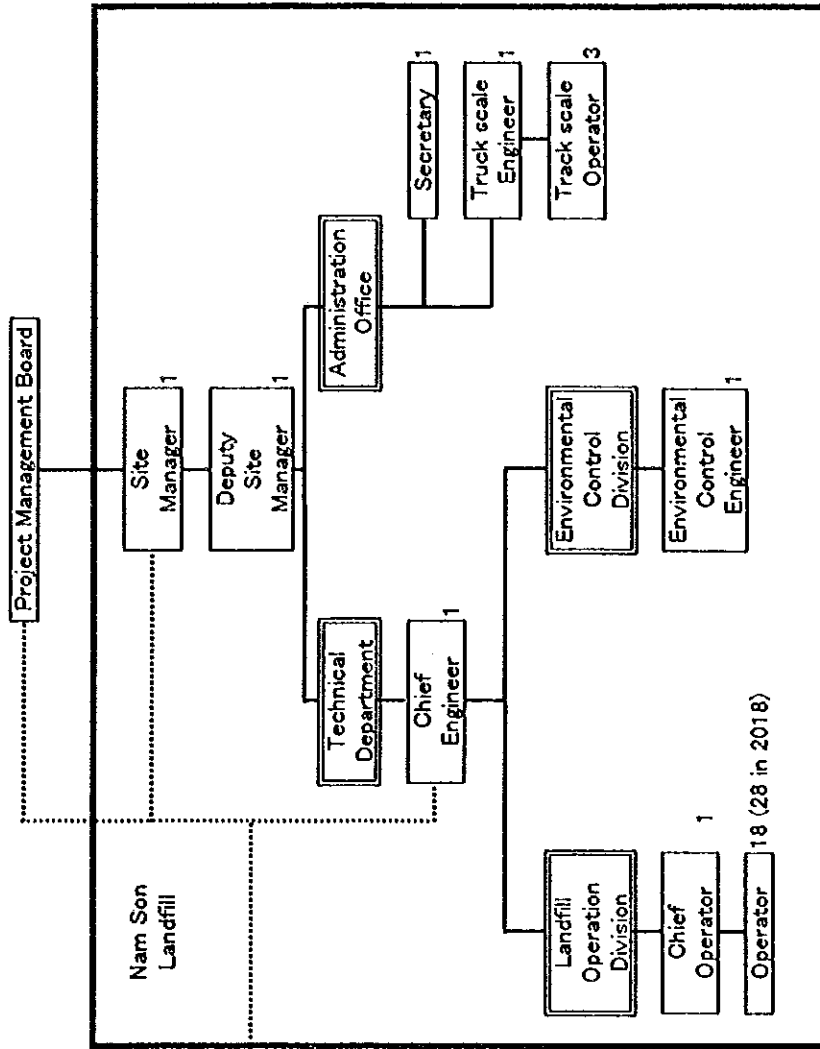 Project Management Board
Nam Son
Landfill
Site
Manager
1
Deputy
Site
Manager
1
Technical
Department
Administration
Office
Chief
Engineer
1
Secretary
1
Truck scale
Engineer
1
Track scale
Operator
3
Landfill
Operation
Division
Environmental
Control
Division
Chief
Operator
1
Environmental
Control
Engineer
1
Operator
18 (28 in 2018)